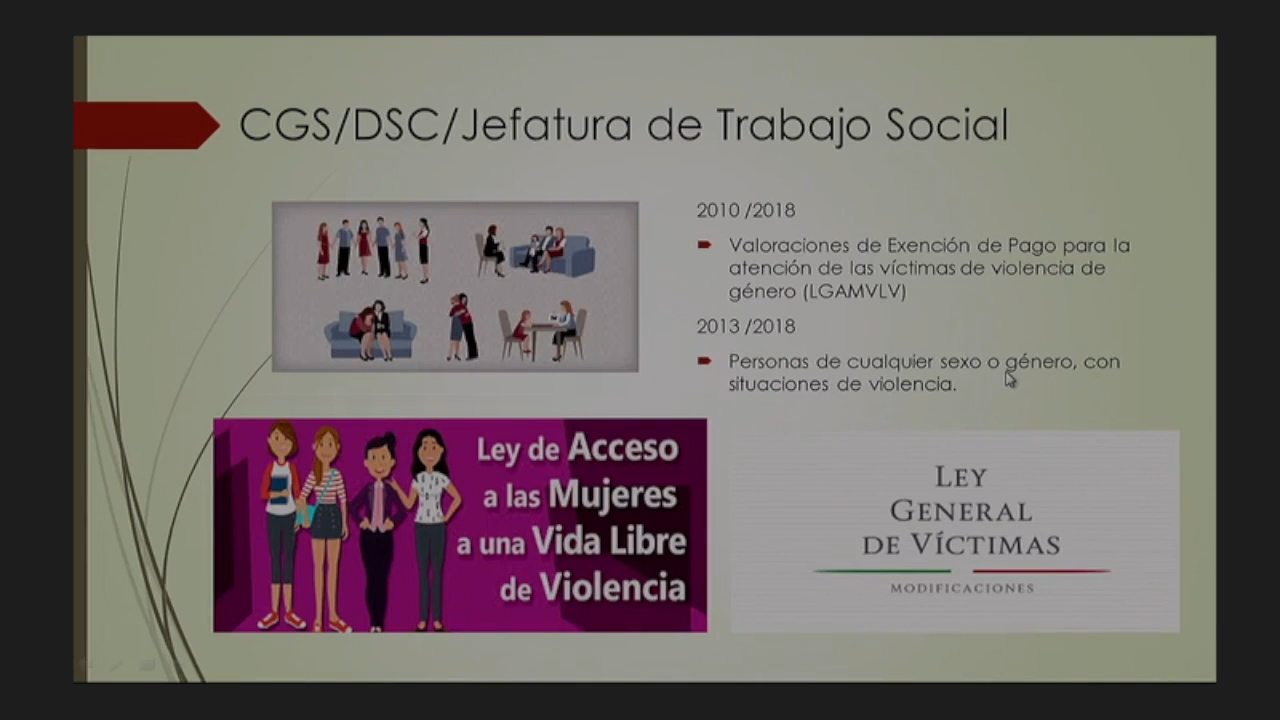 CGS/DSC/Jefatura de Trabajo Social
2010 /2018
Valoraciones de Exención de Pago para la
atención de las víctimas de violencia de
género (LGAMVLV)
2013 /2018
Personas de cualquier sexo o género, con
situaciones de violencia.
Ley de Acceso
a las Mujeres
a una Vida Libre
de Violencia
LEY
GENERAL
DE VÍCTIMAS
MODIFICACIONES